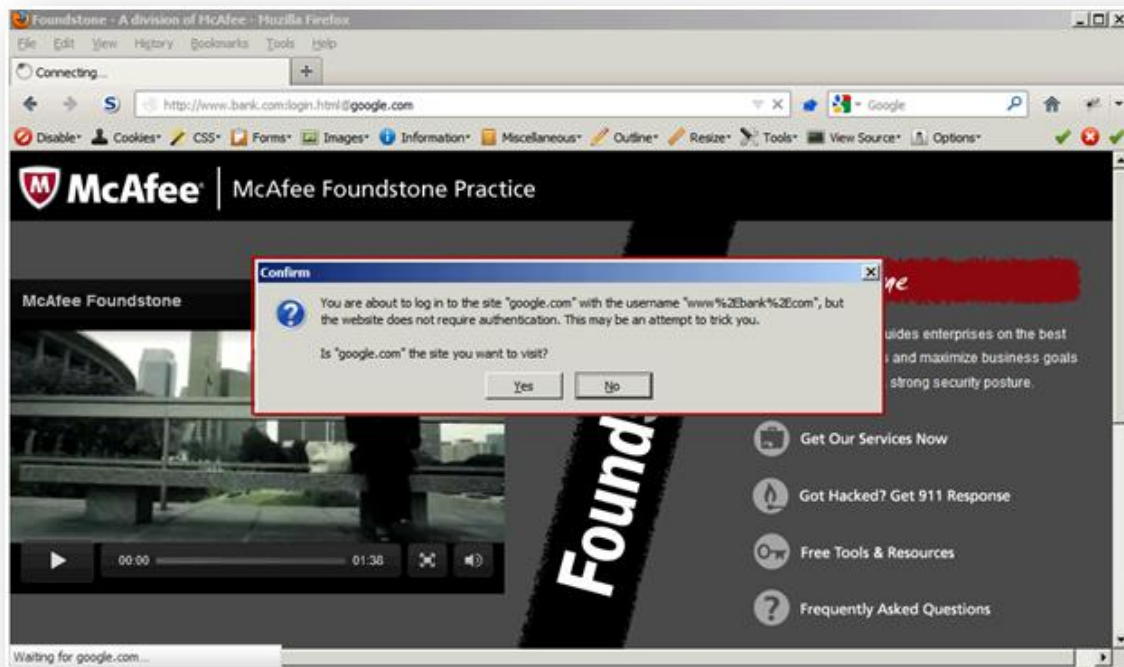 Foundstone - A division of McAfee - Mozilla Firefox
File Edit View History Bookmarks Tools Help
Connecting...
http://www.bank.com:login.html@google.com
Google
Disable Cookies CSS Forms Images Information Miscellaneous Outline Resize Tools View Source Options
McAfee | McAfee Foundstone Practice
Confirm
McAfee Foundstone
You are about to log in to the site "google.com" with the username "www%2Ebank%2Ecom", but
the website does not require authentication. This may be an attempt to trick you.
Is "google.com" the site you want to visit?
Yes No
uides enterprises on the best
and maximize business goals
strong security posture.
Founds
Get Our Services Now
Got Hacked? Get 911 Response
00:00 01:38
Free Tools & Resources
Frequently Asked Questions
Waiting for google.com...